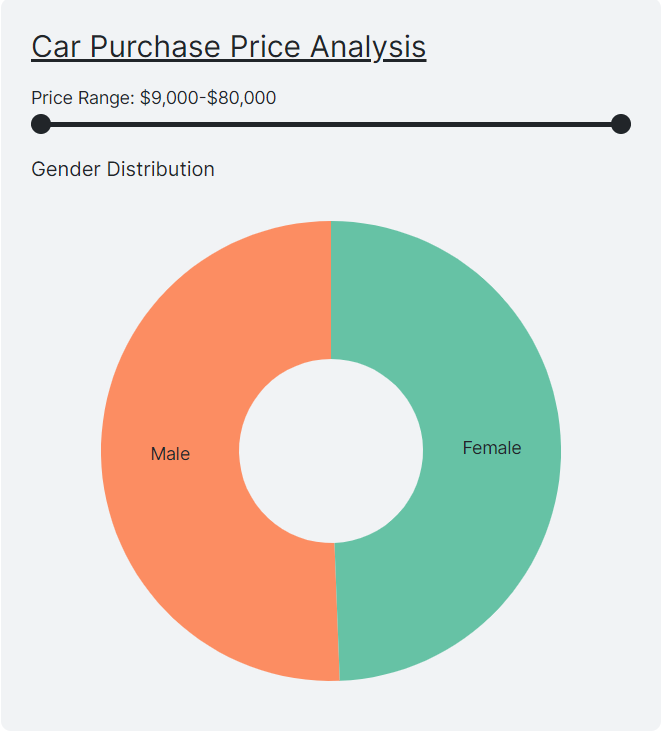 Car Purchase Price Analysis
Price Range: $9,000-$80,000
Gender Distribution
Male
Female